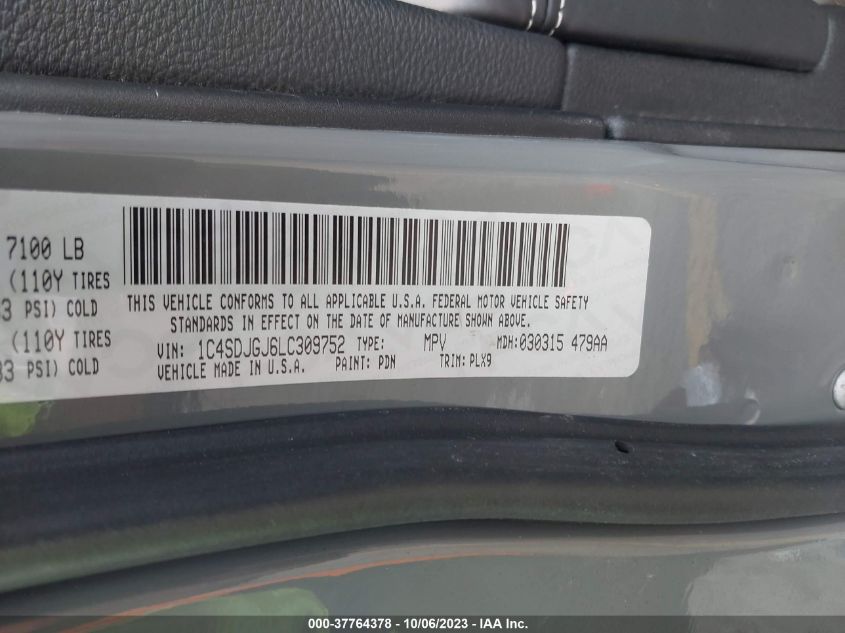 7100 LB
(110Y TIRES
3 PSI) COLD
(110Y TIRES
33 PSI) COLD
THIS VEHICLE CONFORMS TO ALL APPLICABLE U.S.A. FEDERAL MOTOR VEHICLE SAFETY
STANDARDS IN EFFECT ON THE DATE OF MANUFACTURE SHOWN ABOVE.
VIN: 1C4SDJGJ6LC309752 TYPE: MPV MDH: 030315 479AA
VEHICLE MADE IN U.S.A. PAINT: PDN TRIM: PLX9
000-37764378 - 10/06/2023 - IAA Inc.